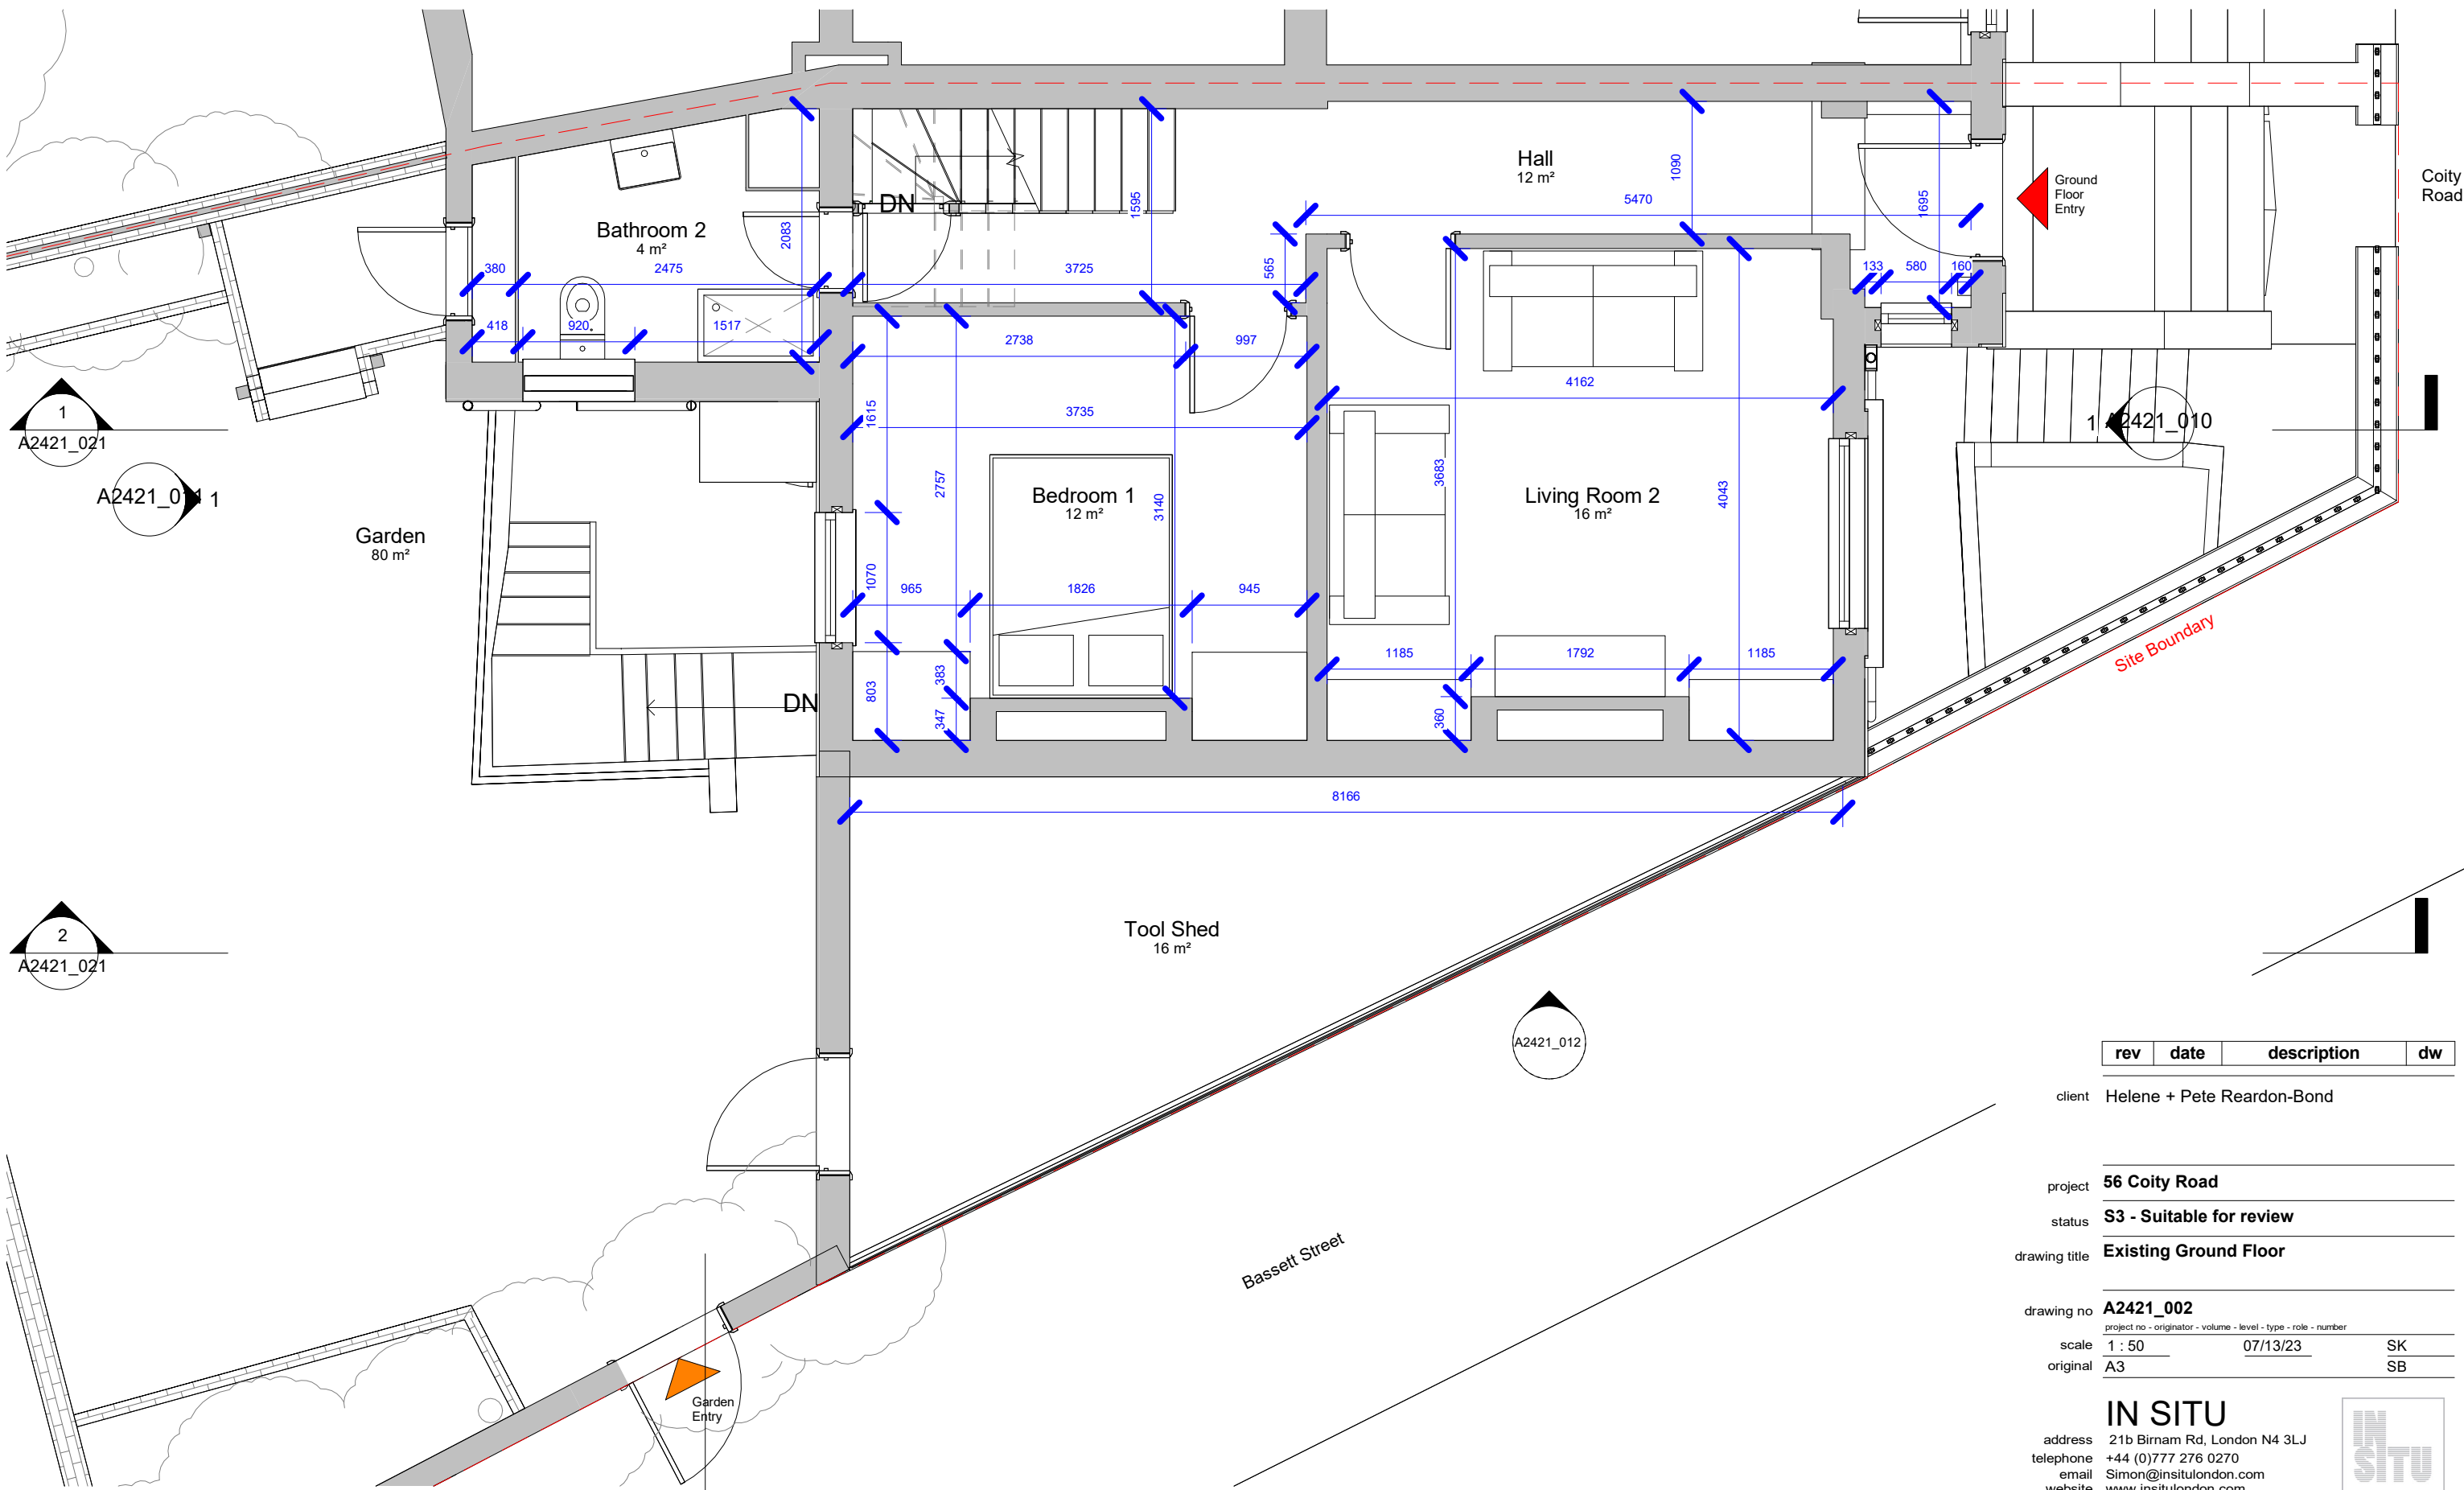 Hall
12 m²
1090
5470
1595
1695
Ground
Floor
Entry
Coity
Road
Bathroom 2
4 m²
2083
DN
380
2475
3725
565
133
580
160
418
920
1517
2738
997
4162
3735
1615
1
A2421_021
1
1
A2421_010
2757
3140
3683
4043
Bedroom 1
12 m²
Living Room 2
16 m²
Garden
80 m²
1070
965
1826
945
1185
1792
1185
Site Boundary
383
803
347
360
DN
8166
Tool Shed
16 m²
2
A2421_021
A2421_012
Bassett Street
Garden
Entry
rev date description dw
client Helene + Pete Reardon-Bond
project 56 Coity Road
status S3 - Suitable for review
drawing title Existing Ground Floor
drawing no A2421_002
project no - originator - volume - level - type - role - number
scale 1 : 50 07/13/23 SK
original A3 SB
IN SITU
address 21b Birnam Rd, London N4 3LJ
telephone +44 (0)777 276 0270
email Simon@insitulondon.com
website www.insitulondon.com
IN
SITU